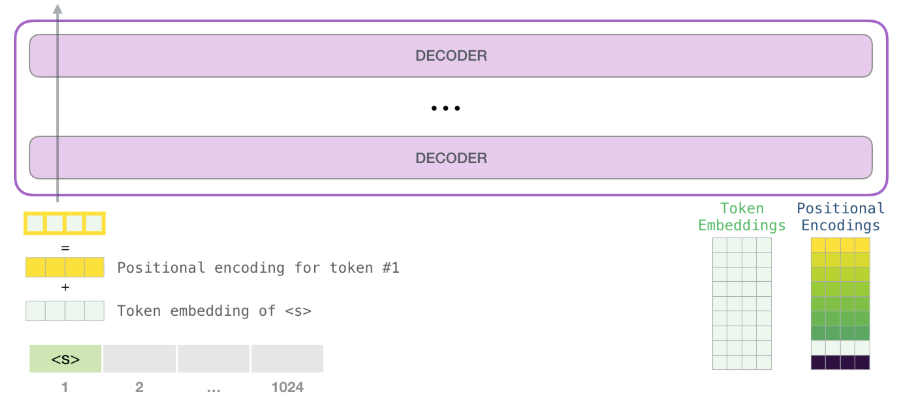 DECODER
...
DECODER
Token Embeddings
Positional Encodings
=
Positional encoding for token #1
+
Token embedding of <s>
<s>
1 2 ... 1024